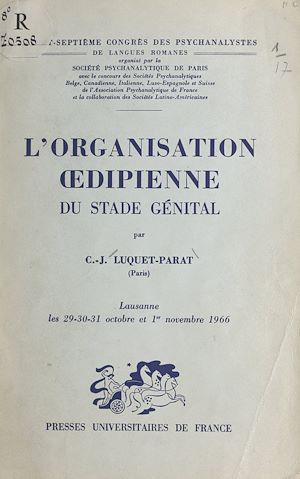 8°
R
70308
T-SEPTIÈME CONGRÈS DES PSYCHANALYSTES
DE LANGUES ROMANES
organisé par la
SOCIÉTÉ PSYCHANALYTIQUE DE PARIS
avec le concours des Sociétés Psychanalytiques
Belge, Canadienne, Italienne, Luso-Espagnole et Suisse
de l'Association Psychanalytique de France
et la collaboration des Sociétés Latino-Américaines
1
17
L'ORGANISATION
ŒDIPIENNE
DU STADE GÉNITAL
par
C.-J. LUQUET-PARAT
(Paris)
Lausanne
les 29-30-31 octobre et 1er novembre 1966
PRESSES UNIVERSITAIRES DE FRANCE